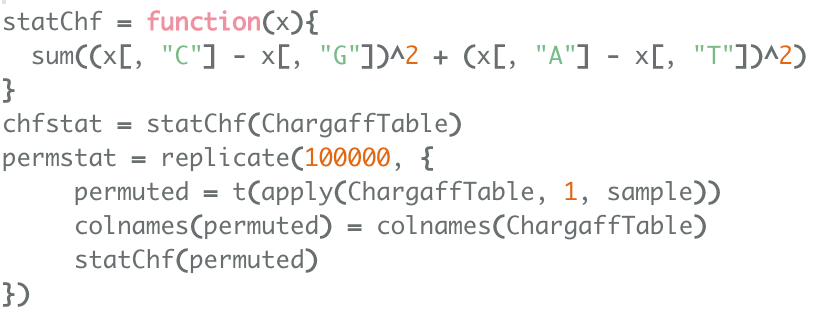 statChf = function(x){
  sum((x[, "C"] - x[, "G"])^2 + (x[, "A"] - x[, "T"])^2)
}
chfstat = statChf(ChargaffTable)
permstat = replicate(100000, {
     permuted = t(apply(ChargaffTable, 1, sample))
     colnames(permuted) = colnames(ChargaffTable)
     statChf(permuted)
})